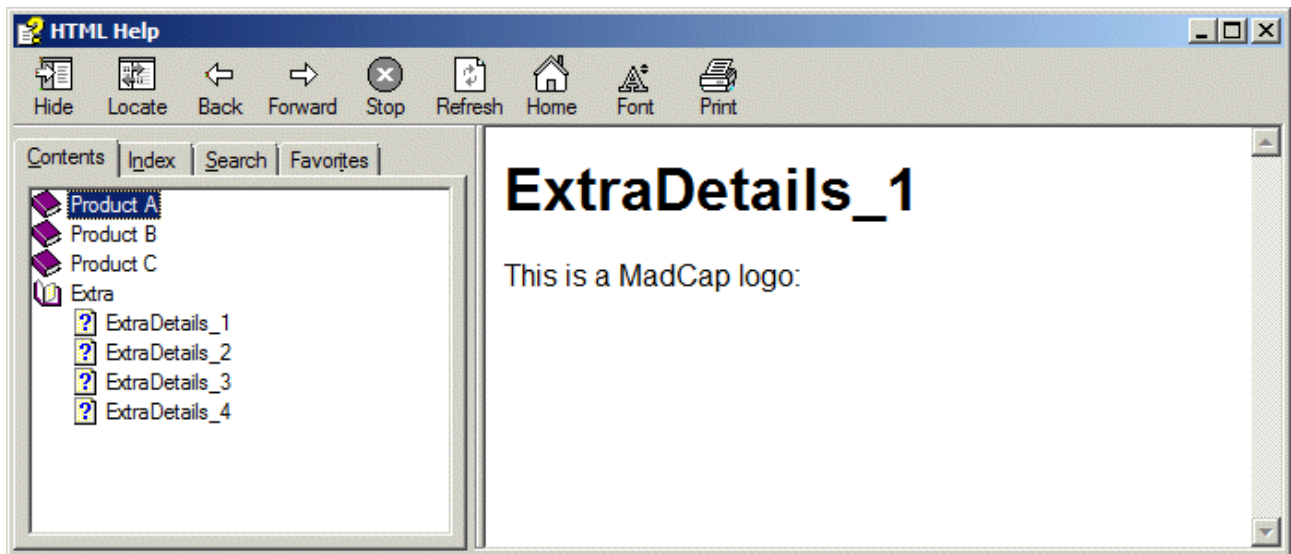 HTML Help
Hide Locate Back Forward Stop Refresh Home Font Print
Contents Index Search Favorites
Product A
Product B
Product C
Extra
ExtraDetails_1
ExtraDetails_2
ExtraDetails_3
ExtraDetails_4
ExtraDetails_1
This is a MadCap logo: